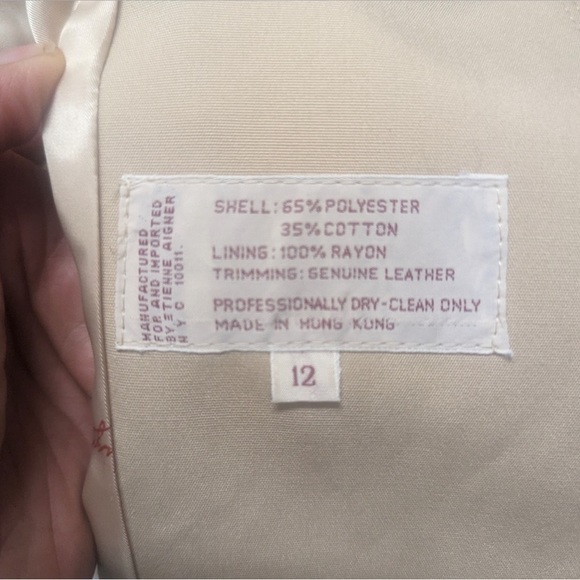 MANUFACTURED
FOR AND IMPORTED
BY ETIENNE AIGNER
N Y C 10011.
SHELL: 65% POLYESTER
35% COTTON
LINING: 100% RAYON
TRIMMING: GENUINE LEATHER
PROFESSIONALLY DRY-CLEAN ONLY
MADE IN HONG KONG
12